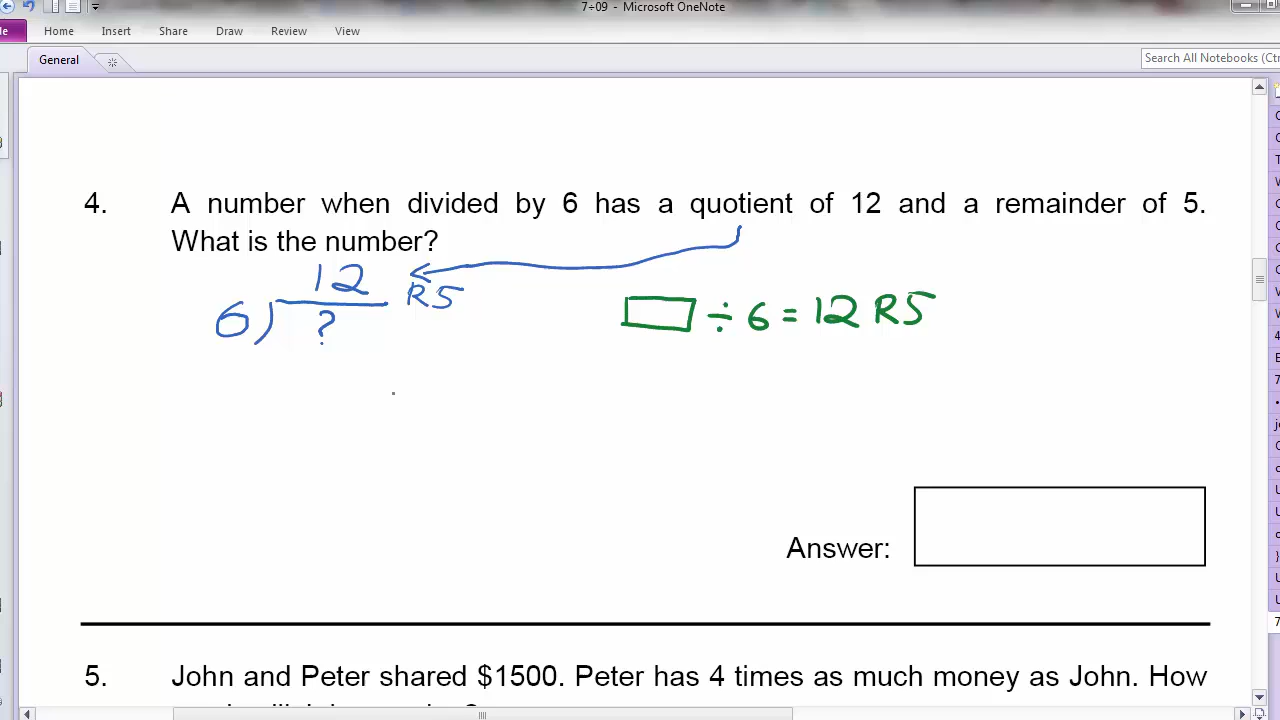 7÷09 - Microsoft OneNote
Home Insert Share Draw Review View
General
Search All Notebooks (Ctr
4. A number when divided by 6 has a quotient of 12 and a remainder of 5.
What is the number?
12 R5
6) ?
÷ 6 = 12 R5
Answer:
5. John and Peter shared $1500. Peter has 4 times as much money as John. How